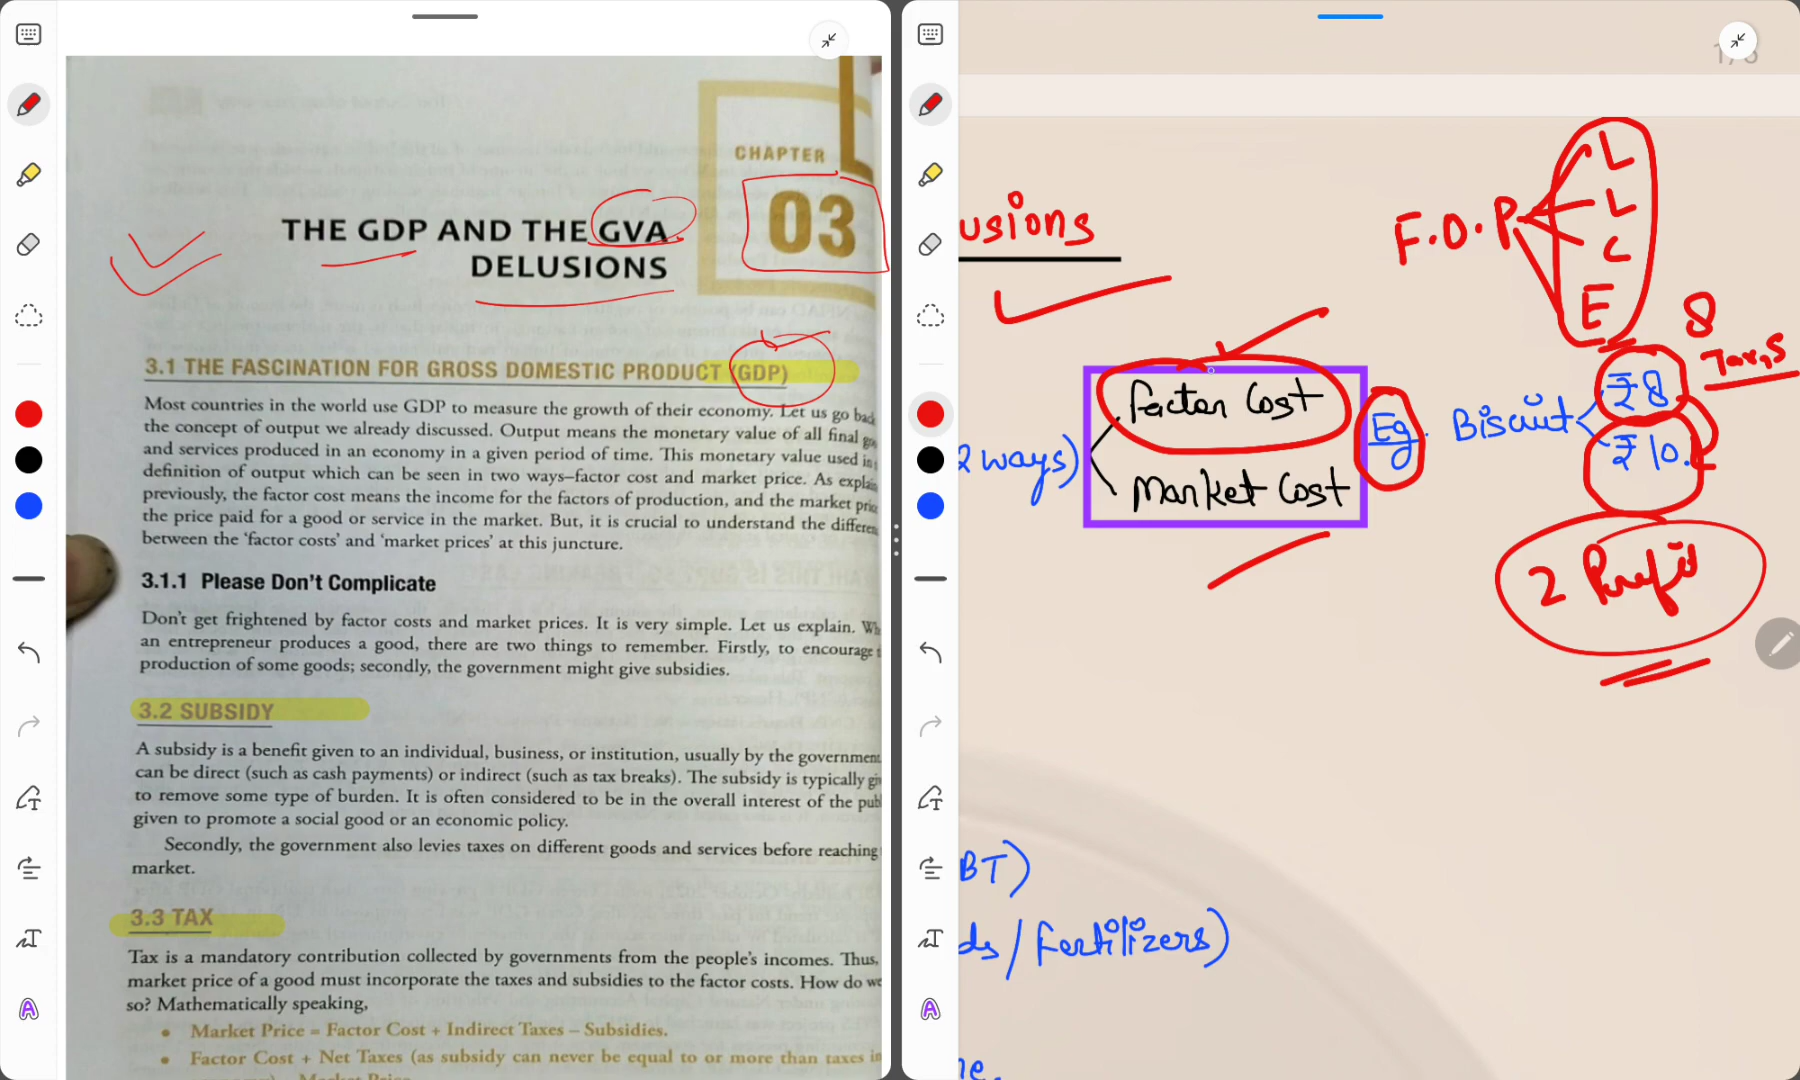 CHAPTER
03
THE GDP AND THE GVA
DELUSIONS
3.1 THE FASCINATION FOR GROSS DOMESTIC PRODUCT (GDP)
Most countries in the world use GDP to measure the growth of their economy. Let us go back
the concept of output we already discussed. Output means the monetary value of all final
and services produced in an economy in a given period of time. This monetary value used in
definition of output which can be seen in two ways–factor cost and market price. As
previously, the factor cost means the income for the factors of production, and the market
the price paid for a good or service in the market. But, it is crucial to understand the
between the ‘factor costs’ and ‘market prices’ at this juncture.
3.1.1 Please Don’t Complicate
Don’t get frightened by factor costs and market prices. It is very simple. Let us explain.
an entrepreneur produces a good, there are two things to remember. Firstly, to encourage
production of some goods; secondly, the government might give subsidies.
3.2 SUBSIDY
A subsidy is a benefit given to an individual, business, or institution, usually by the government
can be direct (such as cash payments) or indirect (such as tax breaks). The subsidy is typically
to remove some type of burden. It is often considered to be in the overall interest of the
given to promote a social good or an economic policy.
Secondly, the government also levies taxes on different goods and services before reaching
market.
3.3 TAX
Tax is a mandatory contribution collected by governments from the people’s incomes. Thus,
market price of a good must incorporate the taxes and subsidies to the factor costs. How do
so? Mathematically speaking,
• Market Price = Factor Cost + Indirect Taxes – Subsidies.
• Factor Cost + Net Taxes (as subsidy can never be equal to or more than taxes
Market Price
usions
F.O.P
L
L
C
E
8
Taxes
Factor Cost
2 ways)
Market Cost
Eg. Biscuit
₹8
₹10.
2 Profit
BT)
ds / Fertilizers)
ne.